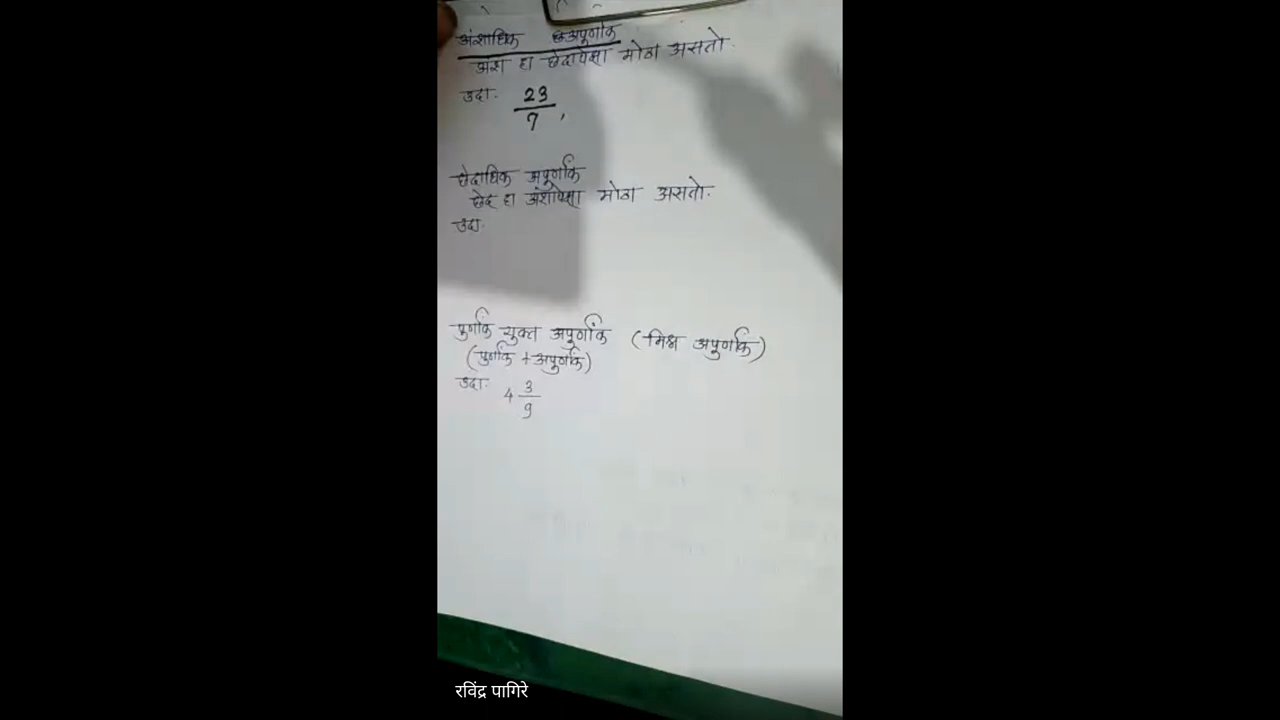 अंशाधिक अपूर्णांक
अंश हा छेदापेक्षा मोठा असतो.
उदा. 23/7,
छेदाधिक अपूर्णांक
छेद हा अंशापेक्षा मोठा असतो.
उदा.
पूर्णांक युक्त अपूर्णांक (मिश्र अपूर्णांक)
(पूर्णांक + अपूर्णांक)
उदा. 4 3/9
रविंद्र पागिरे